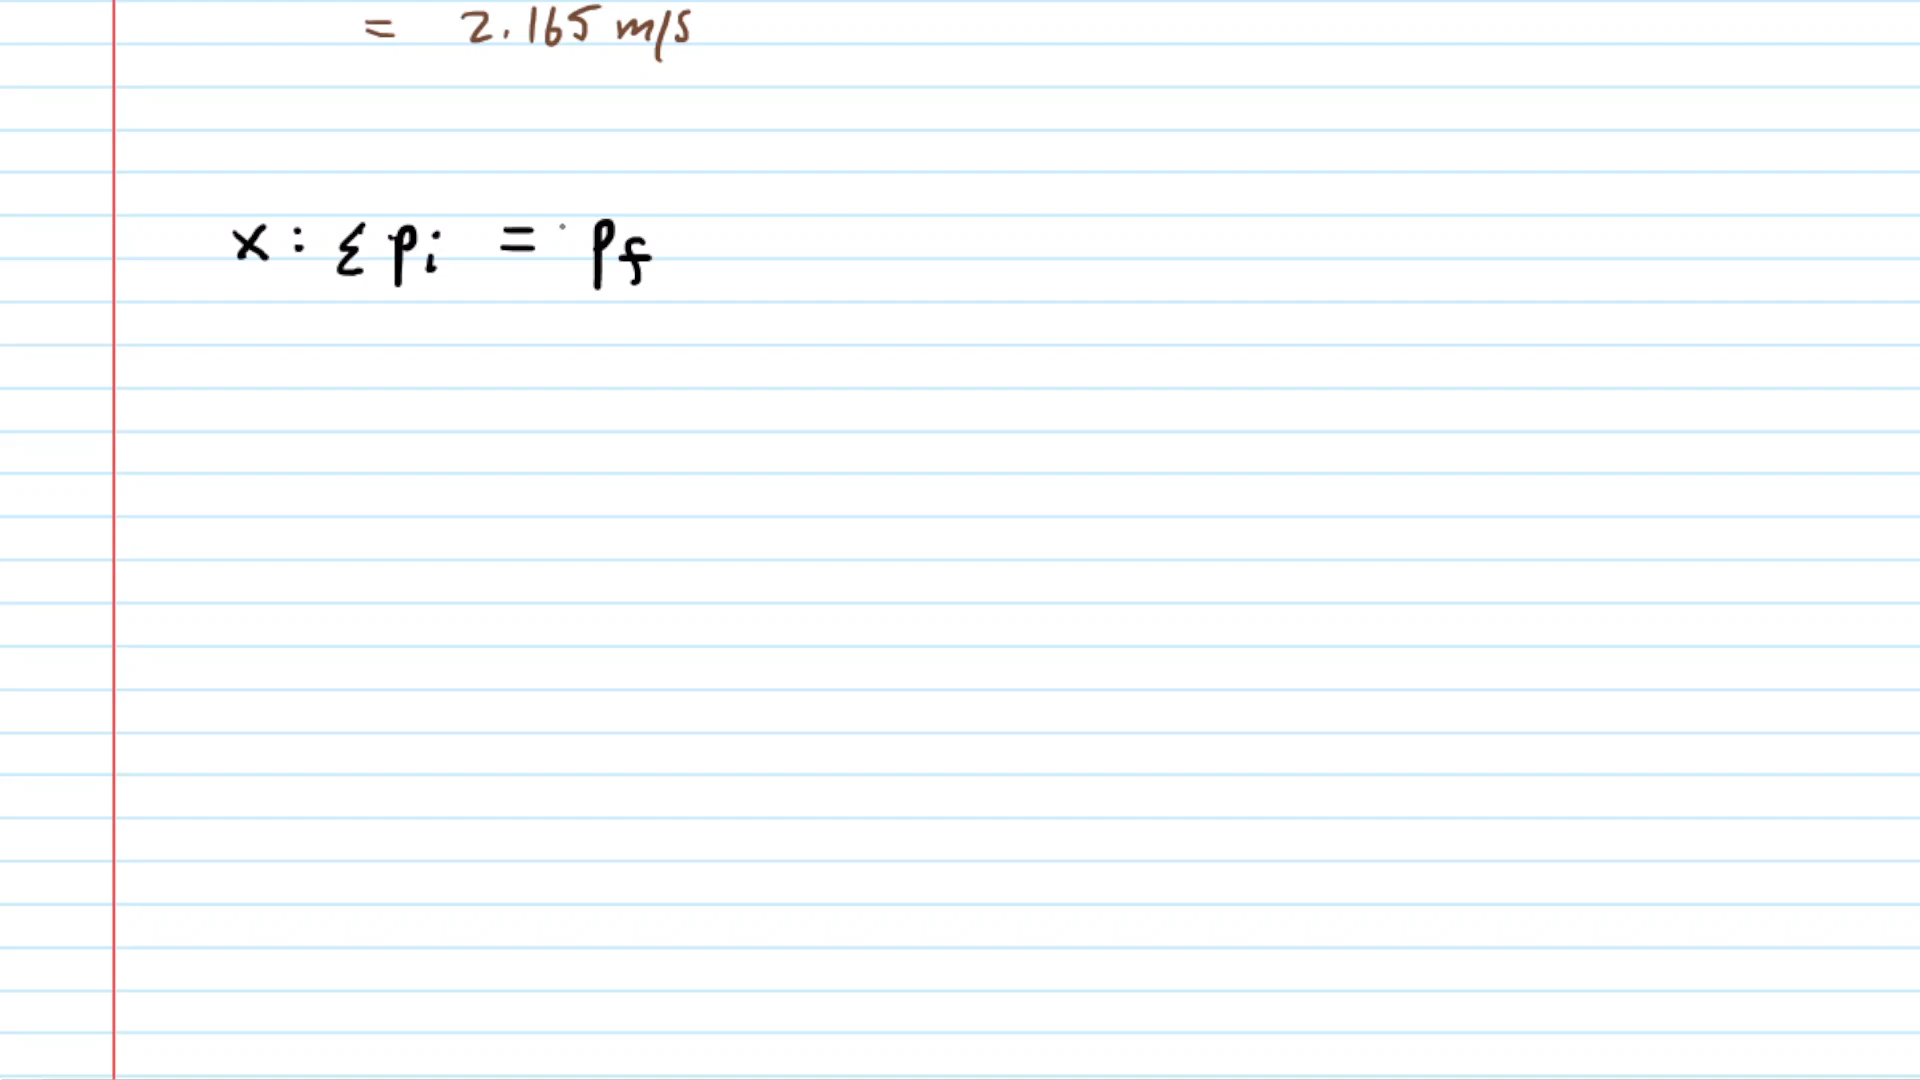 = 2.165 m/s
x: Σ pi = pf